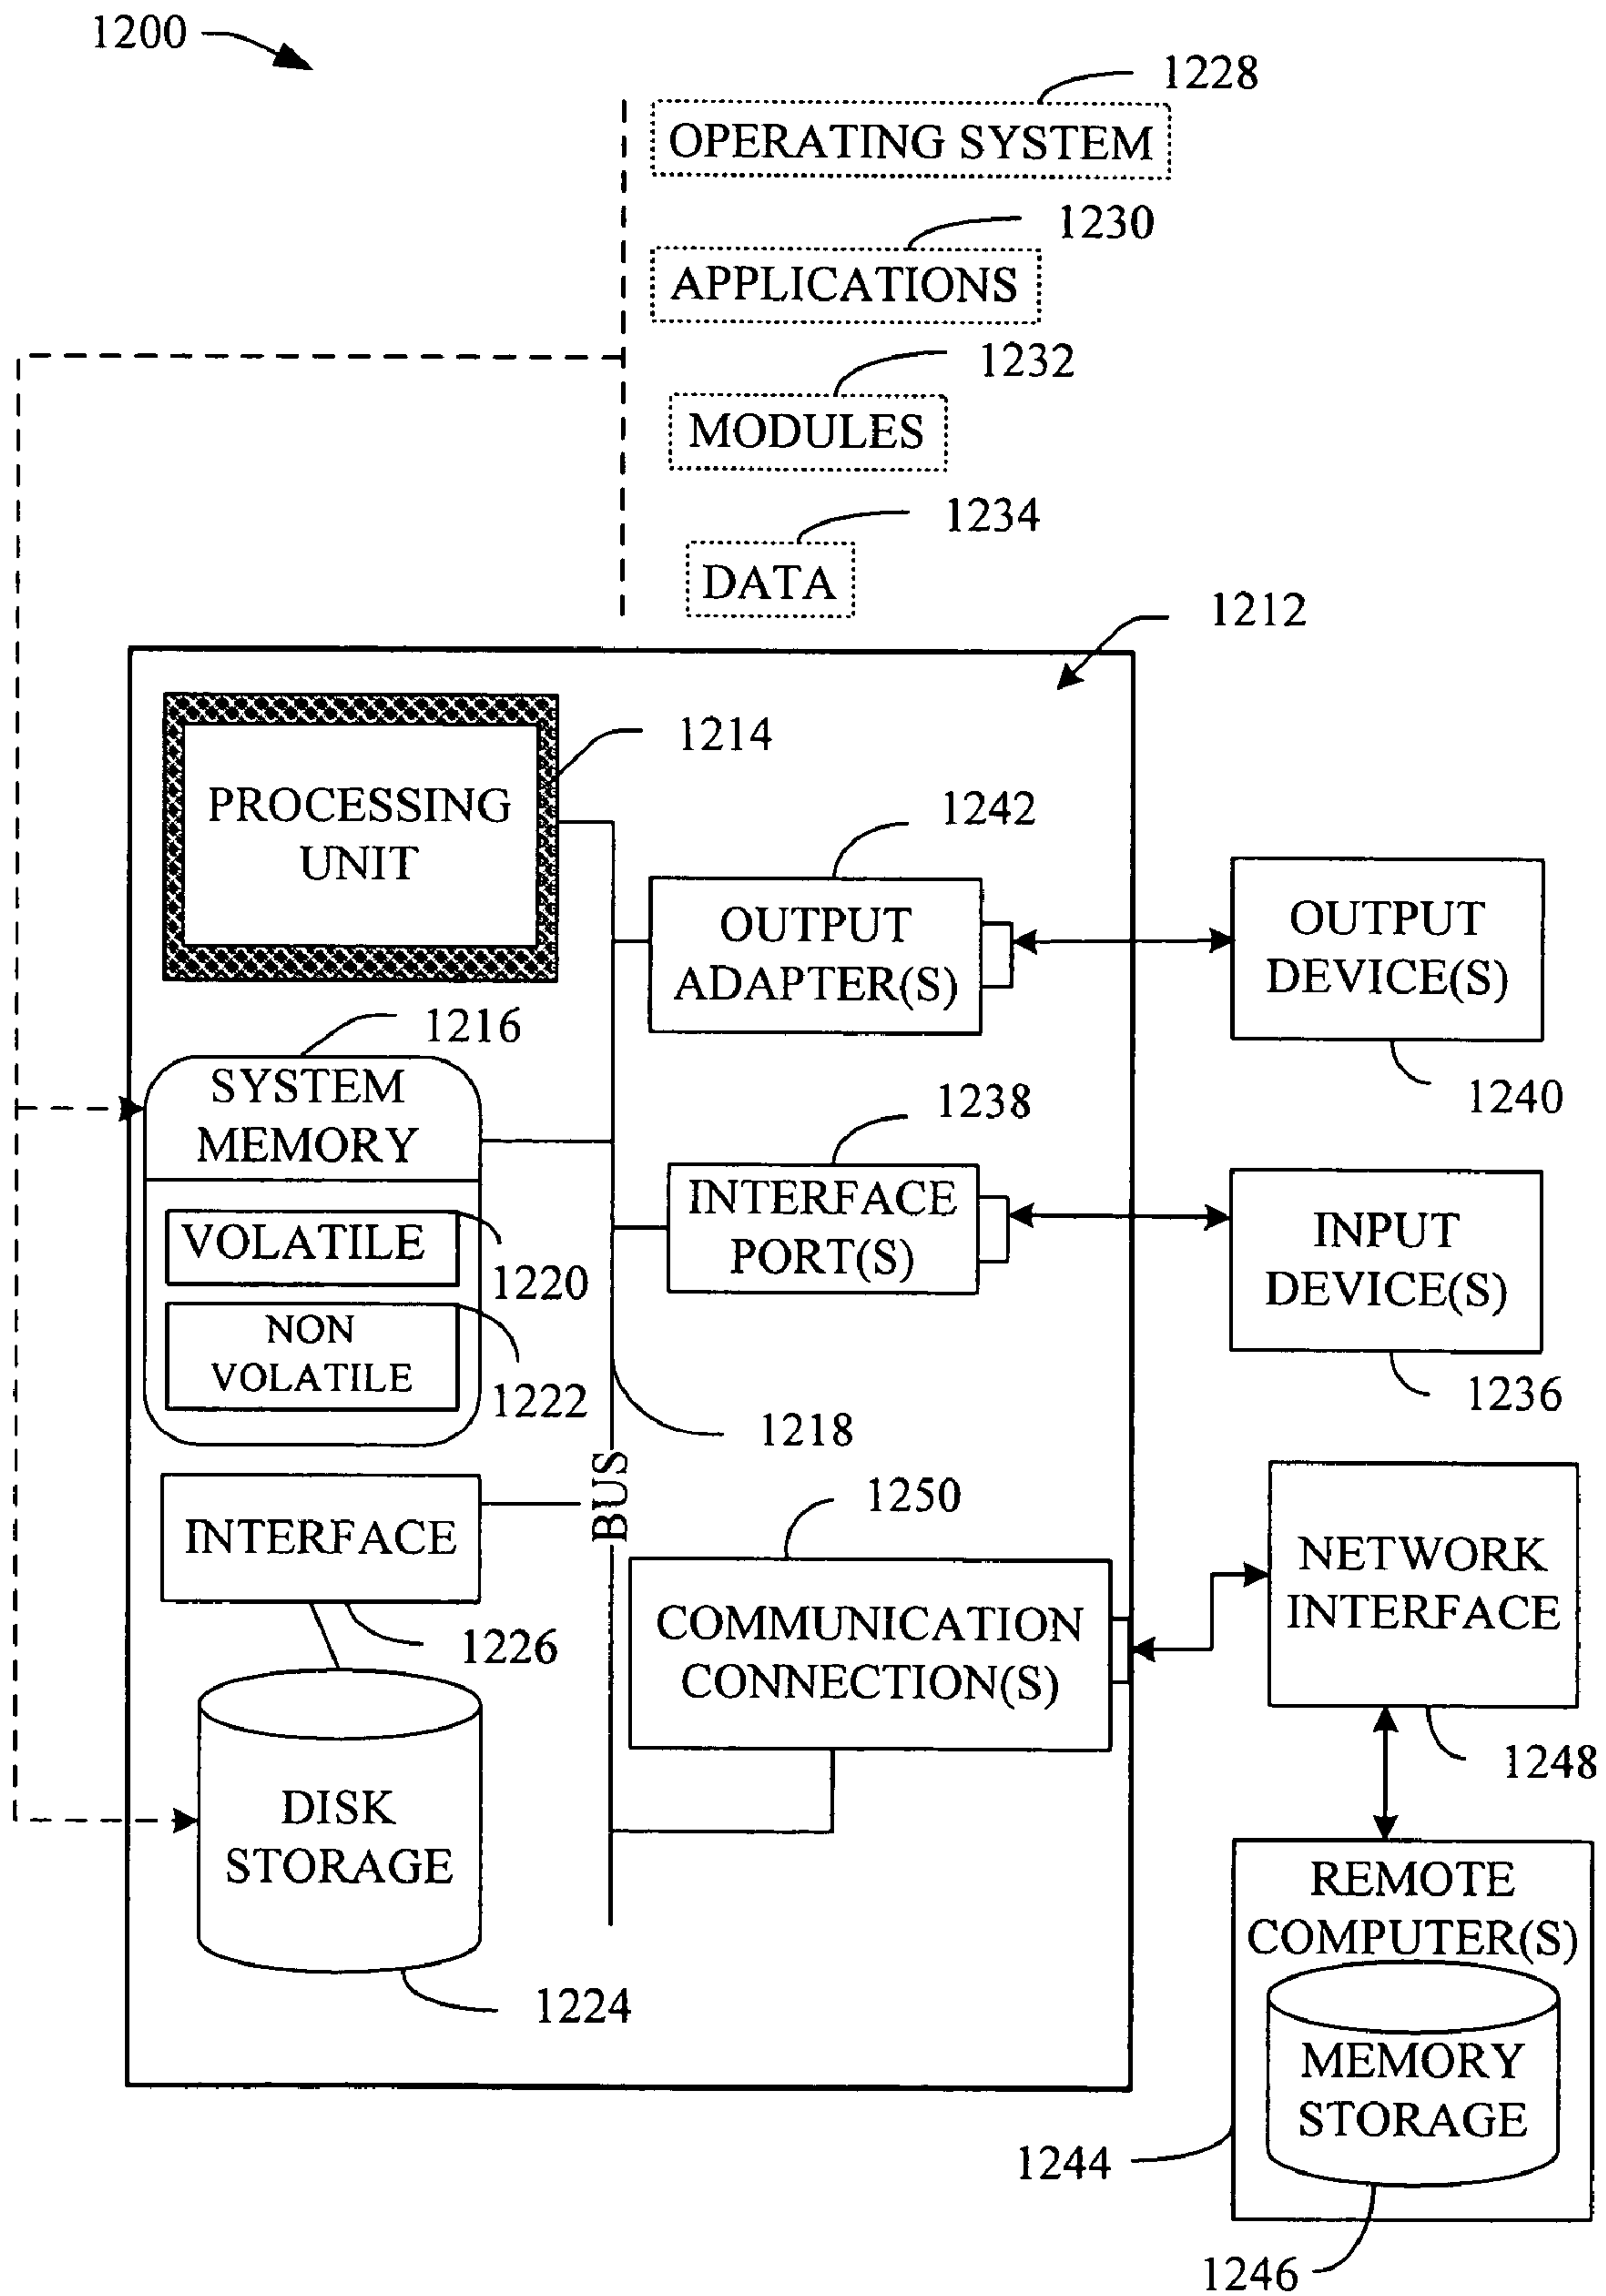 1200
1228
OPERATING SYSTEM
1230
APPLICATIONS
1232
MODULES
1234
DATA
1212
1214
PROCESSING
UNIT
1242
OUTPUT
ADAPTER(S)
OUTPUT
DEVICE(S)
1240
1216
SYSTEM
MEMORY
VOLATILE
1220
NON
VOLATILE
1222
1238
INTERFACE
PORT(S)
INPUT
DEVICE(S)
1236
1218
BUS
INTERFACE
1226
1250
COMMUNICATION
CONNECTION(S)
NETWORK
INTERFACE
1248
DISK
STORAGE
1224
REMOTE
COMPUTER(S)
MEMORY
STORAGE
1244
1246